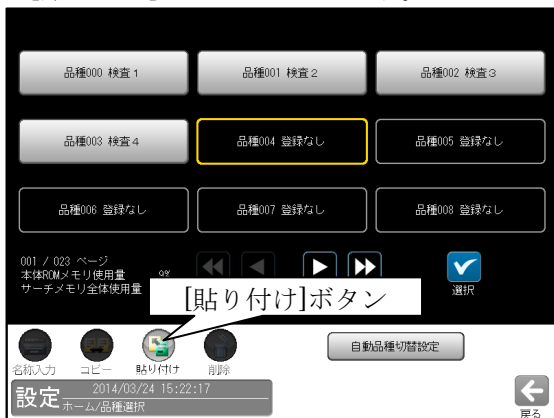 品種000 検査1
品種001 検査2
品種002 検査3
品種003 検査4
品種004 登録なし
品種005 登録なし
品種006 登録なし
品種007 登録なし
品種008 登録なし
001 / 023 ページ
本体ROMメモリ使用量
サーチメモリ全体使用量
選択
[貼り付け]ボタン
名称入力
コピー
貼り付け
削除
自動品種切替設定
設定
2014/03/24 15:22:17
ホーム/品種選択
戻る